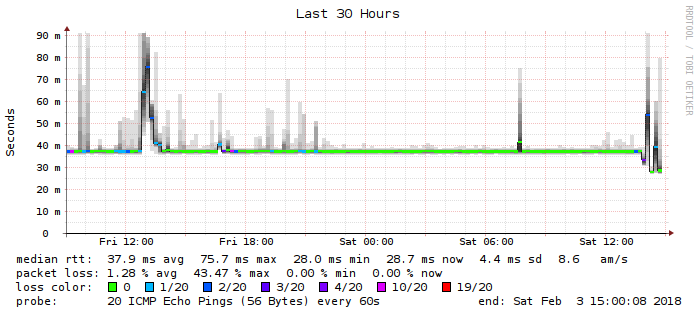 Last 30 Hours
RRDTOOL / TOBI OETIKER
Seconds
90 m
80 m
70 m
60 m
50 m
40 m
30 m
20 m
10 m
0
Fri 12:00 Fri 18:00 Sat 00:00 Sat 06:00 Sat 12:00
median rtt: 37.9 ms avg 75.7 ms max 28.0 ms min 28.7 ms now 4.4 ms sd 8.6 am/s
packet loss: 1.28 % avg 43.47 % max 0.00 % min 0.00 % now
loss color: 0 1/20 2/20 3/20 4/20 10/20 19/20
probe: 20 ICMP Echo Pings (56 Bytes) every 60s end: Sat Feb 3 15:00:08 2018